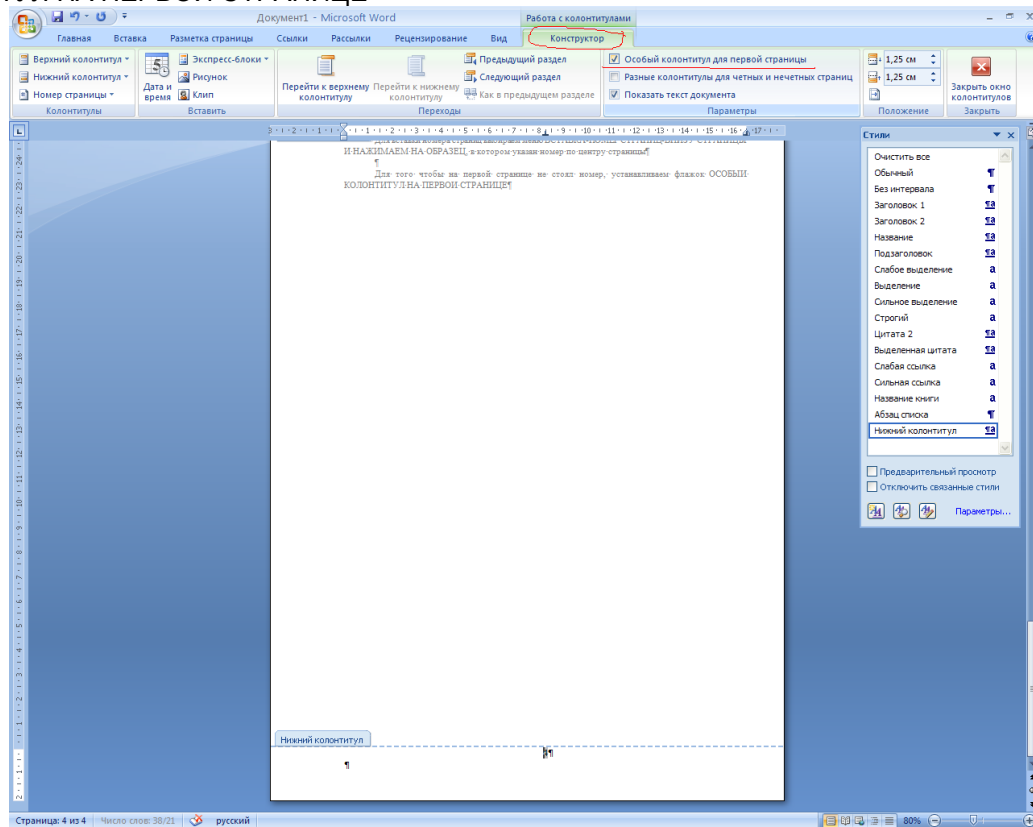 ТУЛ НА ПЕРВОЙ СТРАНИЦЕ
Документ1 - Microsoft Word
Работа с колонтитулами
Главная Вставка Разметка страницы Ссылки Рассылки Рецензирование Вид Конструктор
Верхний колонтитул
Нижний колонтитул
Номер страницы
Колонтитулы
Дата и время
Экспресс-блоки
Рисунок
Клип
Вставить
Перейти к верхнему колонтитулу
Перейти к нижнему колонтитулу
Предыдущий раздел
Следующий раздел
Как в предыдущем разделе
Переходы
Особый колонтитул для первой страницы
Разные колонтитулы для четных и нечетных страниц
Показать текст документа
Параметры
1,25 см
1,25 см
Положение
Закрыть окно колонтитулов
Закрыть
И·НАЖИМАЕМ·НА·ОБРАЗЕЦ,·в·котором·указан·номер·по·центру·страницы¶
¶
Для·того·чтобы·на·первой·странице·не·стоял·номер,·устанавливаем·флажок·ОСОБЫЙ·
КОЛОНТИТУЛ·НА·ПЕРВОЙ·СТРАНИЦЕ¶
Нижний колонтитул
¶
¶
Стили
Очистить все
Обычный ¶
Без интервала ¶
Заголовок 1 ¶a
Заголовок 2 ¶a
Название ¶a
Подзаголовок ¶a
Слабое выделение a
Выделение a
Сильное выделение a
Строгий a
Цитата 2 ¶a
Выделенная цитата ¶a
Слабая ссылка a
Сильная ссылка a
Название книги a
Абзац списка ¶
Нижний колонтитул ¶a
Предварительный просмотр
Отключить связанные стили
Параметры...
Страница: 4 из 4 Число слов: 38/21 русский 80%